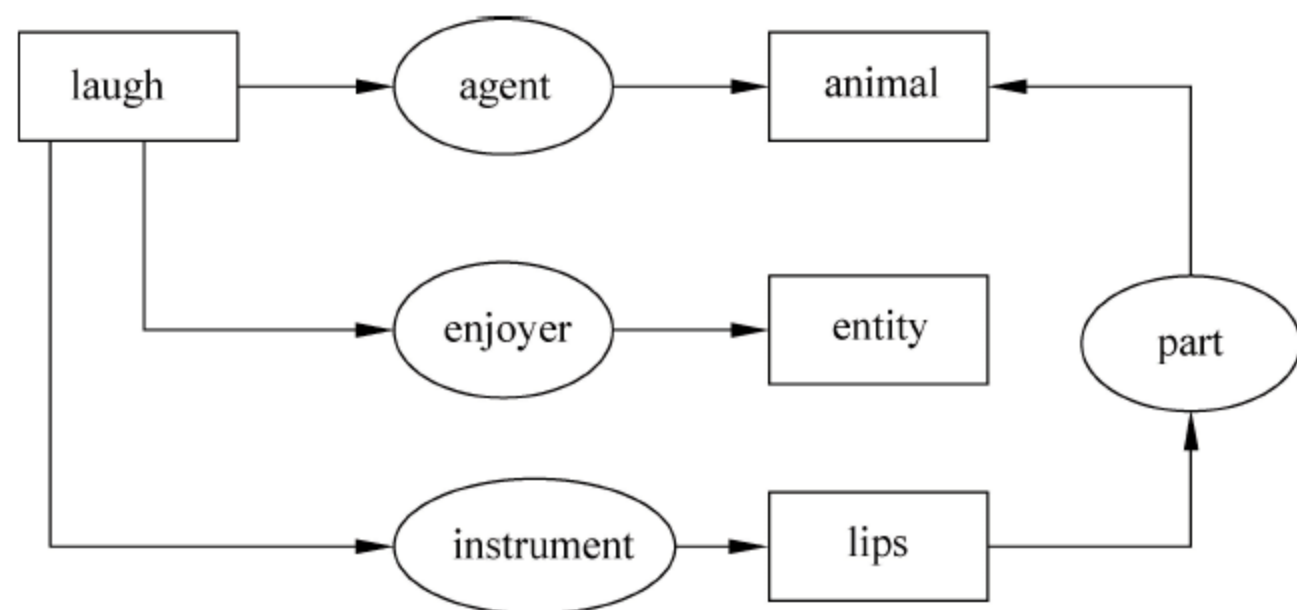 laugh
agent
animal
enjoyer
entity
part
instrument
lips